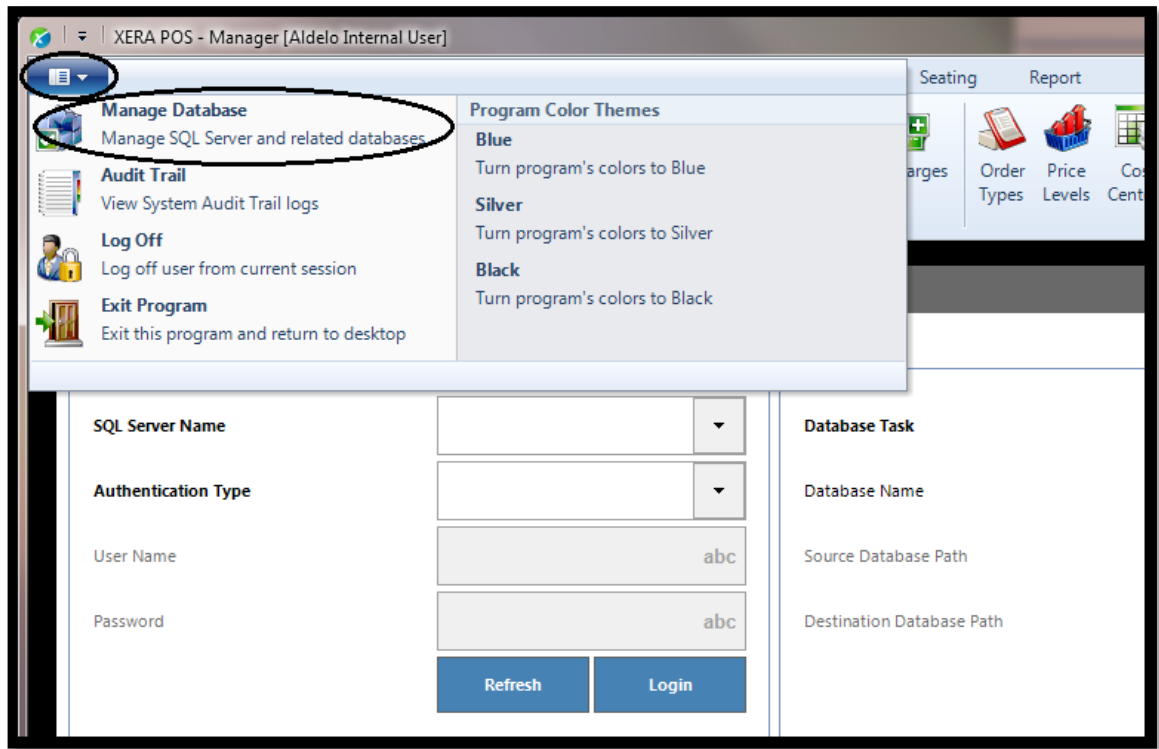 XERA POS - Manager [Aldelo Internal User]
Seating Report
Manage Database
Manage SQL Server and related databases
Audit Trail
View System Audit Trail logs
Log Off
Log off user from current session
Exit Program
Exit this program and return to desktop
Program Color Themes
Blue
Turn program's colors to Blue
Silver
Turn program's colors to Silver
Black
Turn program's colors to Black
arges
Order
Types
Price
Levels
Co
Cent
SQL Server Name
Authentication Type
User Name
abc
Password
abc
Refresh
Login
Database Task
Database Name
Source Database Path
Destination Database Path